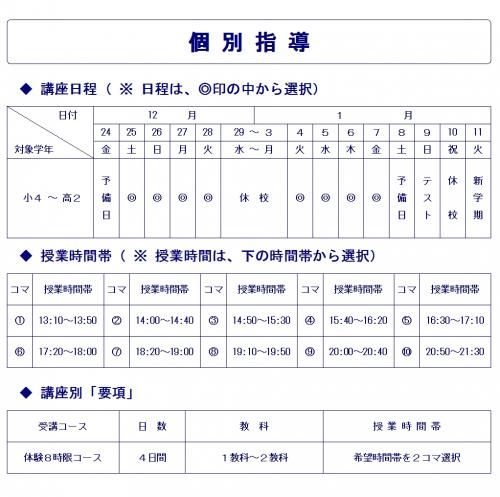 個別指導
◆ 講座日程（ ※ 日程は、◎印の中から選択）
日付 12 月 1 月
24 25 26 27 28 29～3 4 5 6 7 8 9 10 11
対象学年 金 土 日 月 火 水～月 火 水 木 金 土 日 祝 火
小4～高2 予備日 ◎ ◎ ◎ ◎ 休校 ◎ ◎ ◎ ◎ 予備日 テスト 休校 新学期
◆ 授業時間帯（ ※ 授業時間は、下の時間帯から選択）
コマ 授業時間帯 コマ 授業時間帯 コマ 授業時間帯 コマ 授業時間帯 コマ 授業時間帯
① 13:10～13:50 ② 14:00～14:40 ③ 14:50～15:30 ④ 15:40～16:20 ⑤ 16:30～17:10
⑥ 17:20～18:00 ⑦ 18:20～19:00 ⑧ 19:10～19:50 ⑨ 20:00～20:40 ⑩ 20:50～21:30
◆ 講座別「要項」
受講コース 日数 教科 授業時間帯
体験8時限コース 4日間 1教科～2教科 希望時間帯を2コマ選択